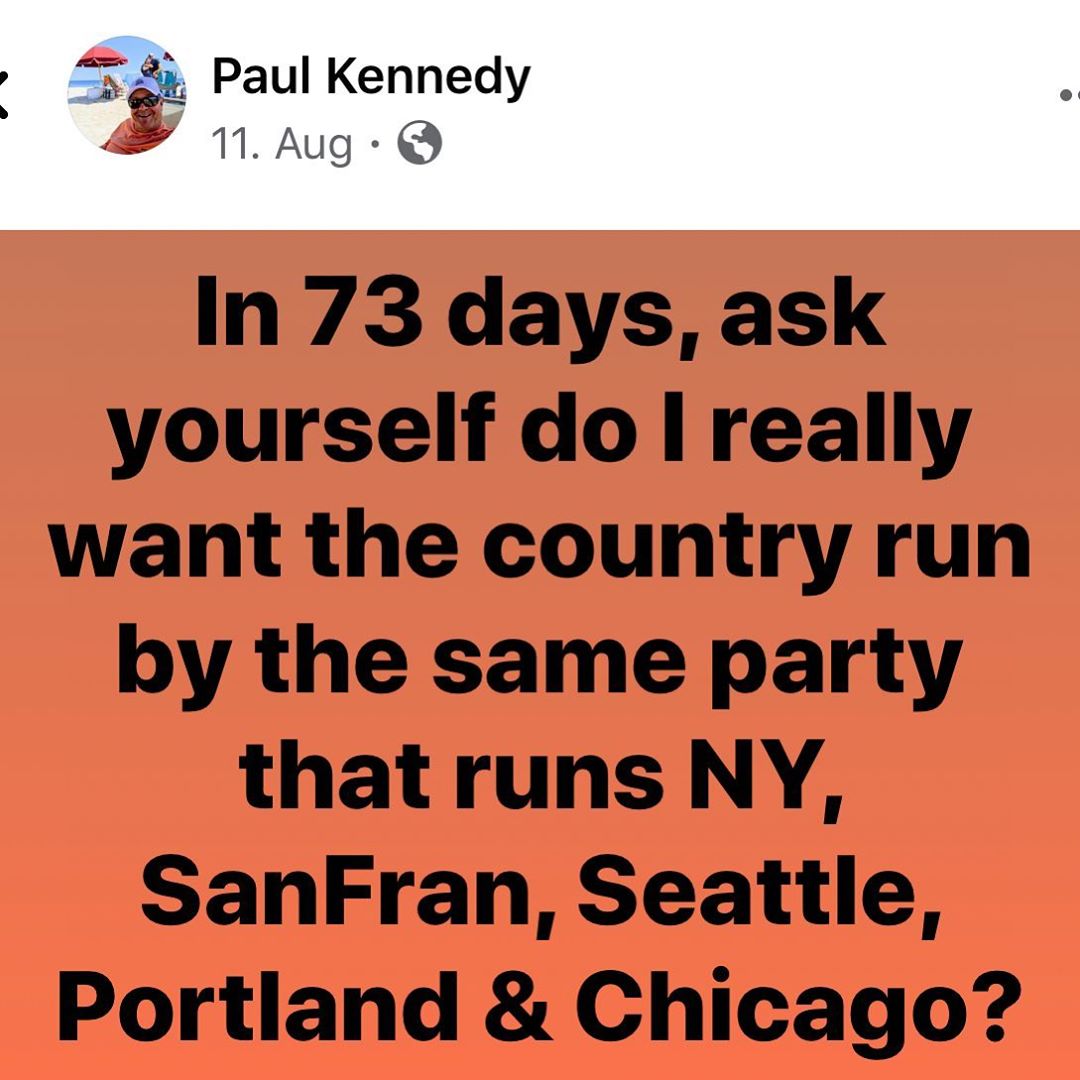 Paul Kennedy
11. Aug ·
In 73 days, ask
yourself do I really
want the country run
by the same party
that runs NY,
SanFran, Seattle,
Portland & Chicago?